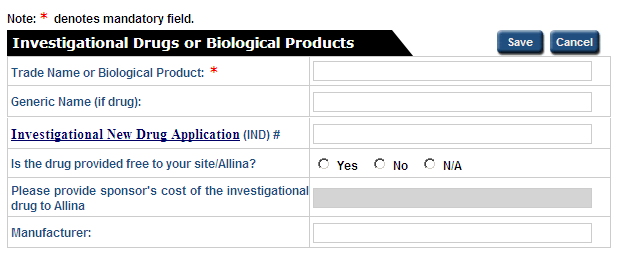 Note: * denotes mandatory field.
Investigational Drugs or Biological Products
Save Cancel
Trade Name or Biological Product: *
Generic Name (if drug):
Investigational New Drug Application (IND) #
Is the drug provided free to your site/Allina? Yes No N/A
Please provide sponsor's cost of the investigational
drug to Allina
Manufacturer: